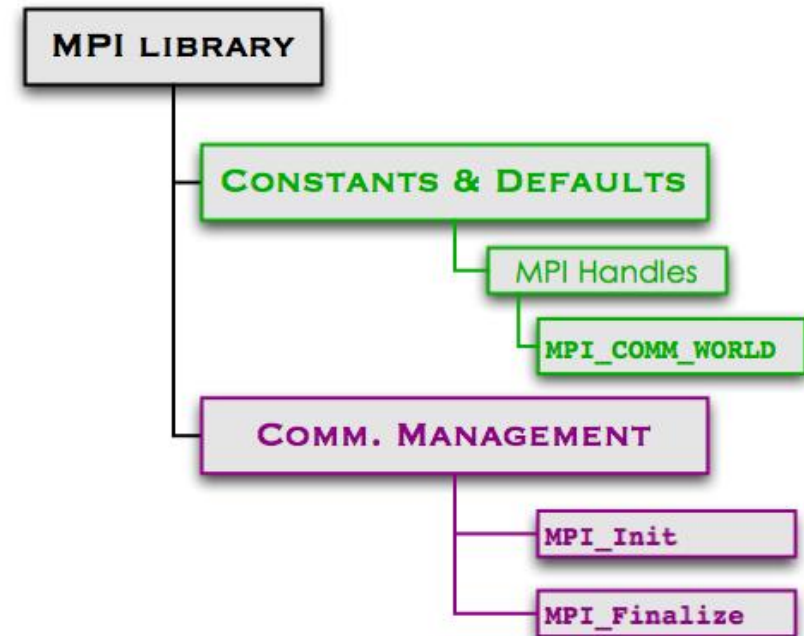 MPI LIBRARY
CONSTANTS & DEFAULTS
MPI Handles
MPI_COMM_WORLD
COMM. MANAGEMENT
MPI_Init
MPI_Finalize